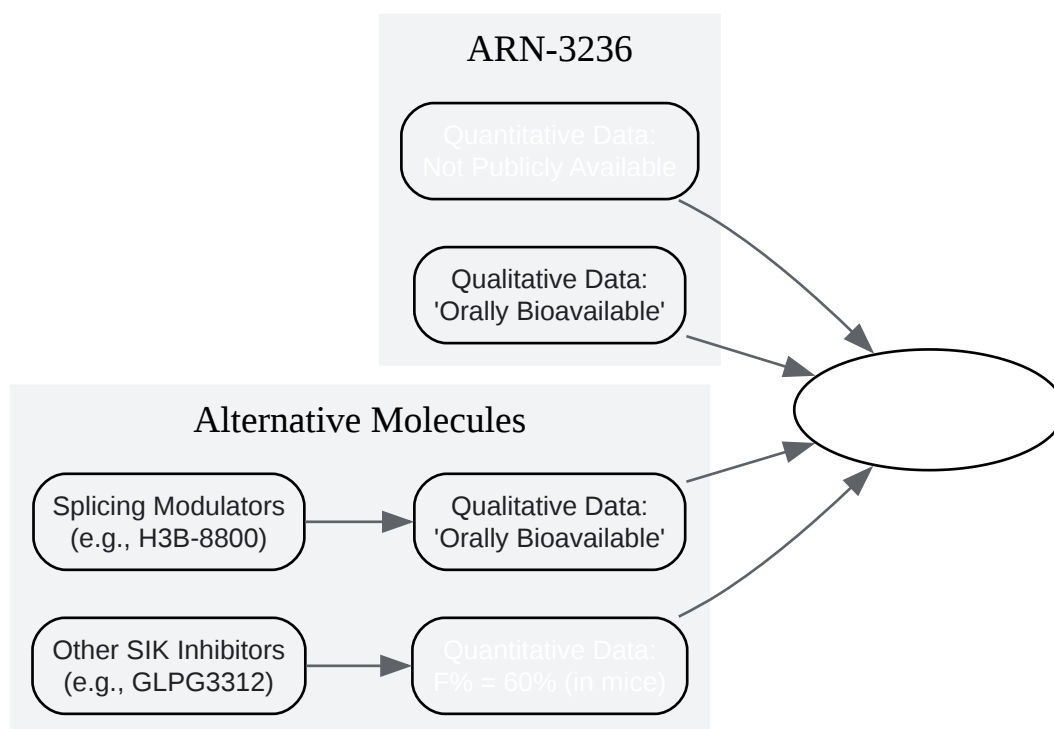 ARN-3236
Quantitative Data:
Not Publicly Available
Qualitative Data:
'Orally Bioavailable'
Alternative Molecules
Splicing Modulators
(e.g., H3B-8800)
Qualitative Data:
'Orally Bioavailable'
Other SIK Inhibitors
(e.g., GLPG3312)
Quantitative Data:
F% = 60% (in mice)